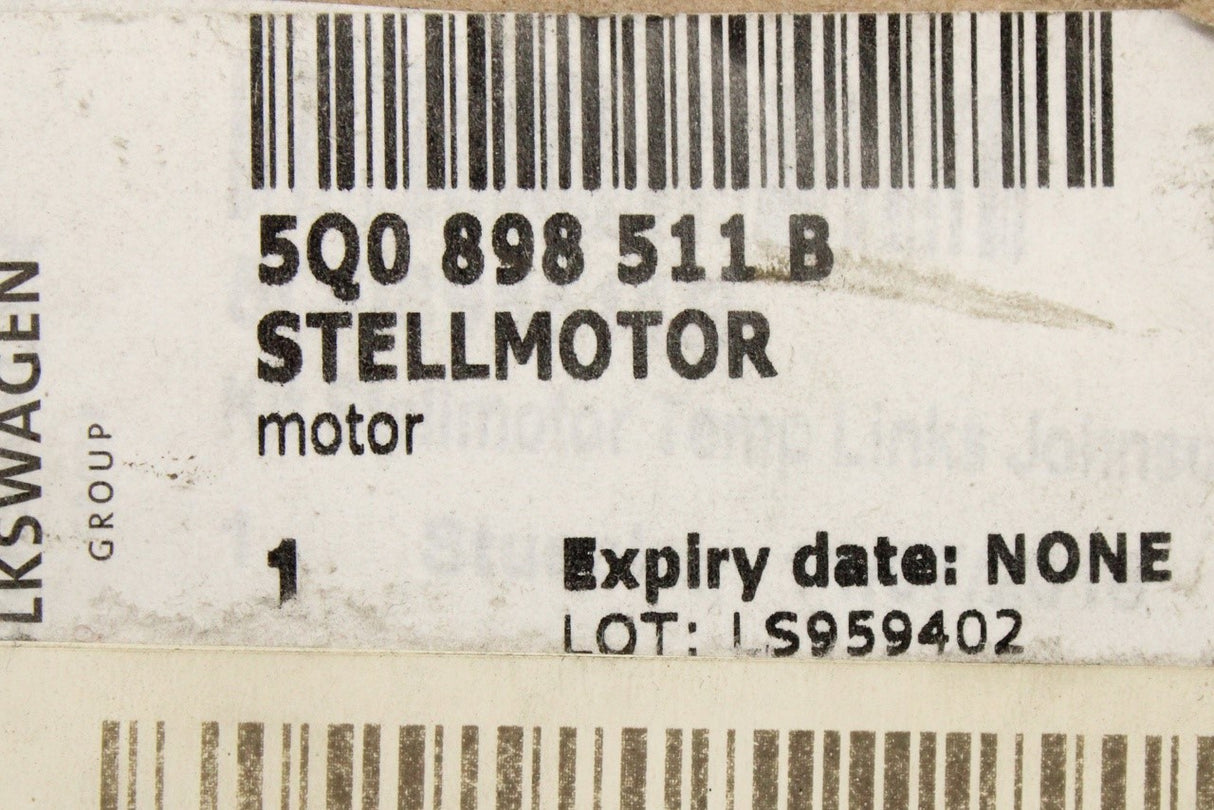 5Q0 898 511 B
STELLMOTOR
motor
1
Expiry date: NONE
LOT: LS959402
LKSWAGEN
GROUP